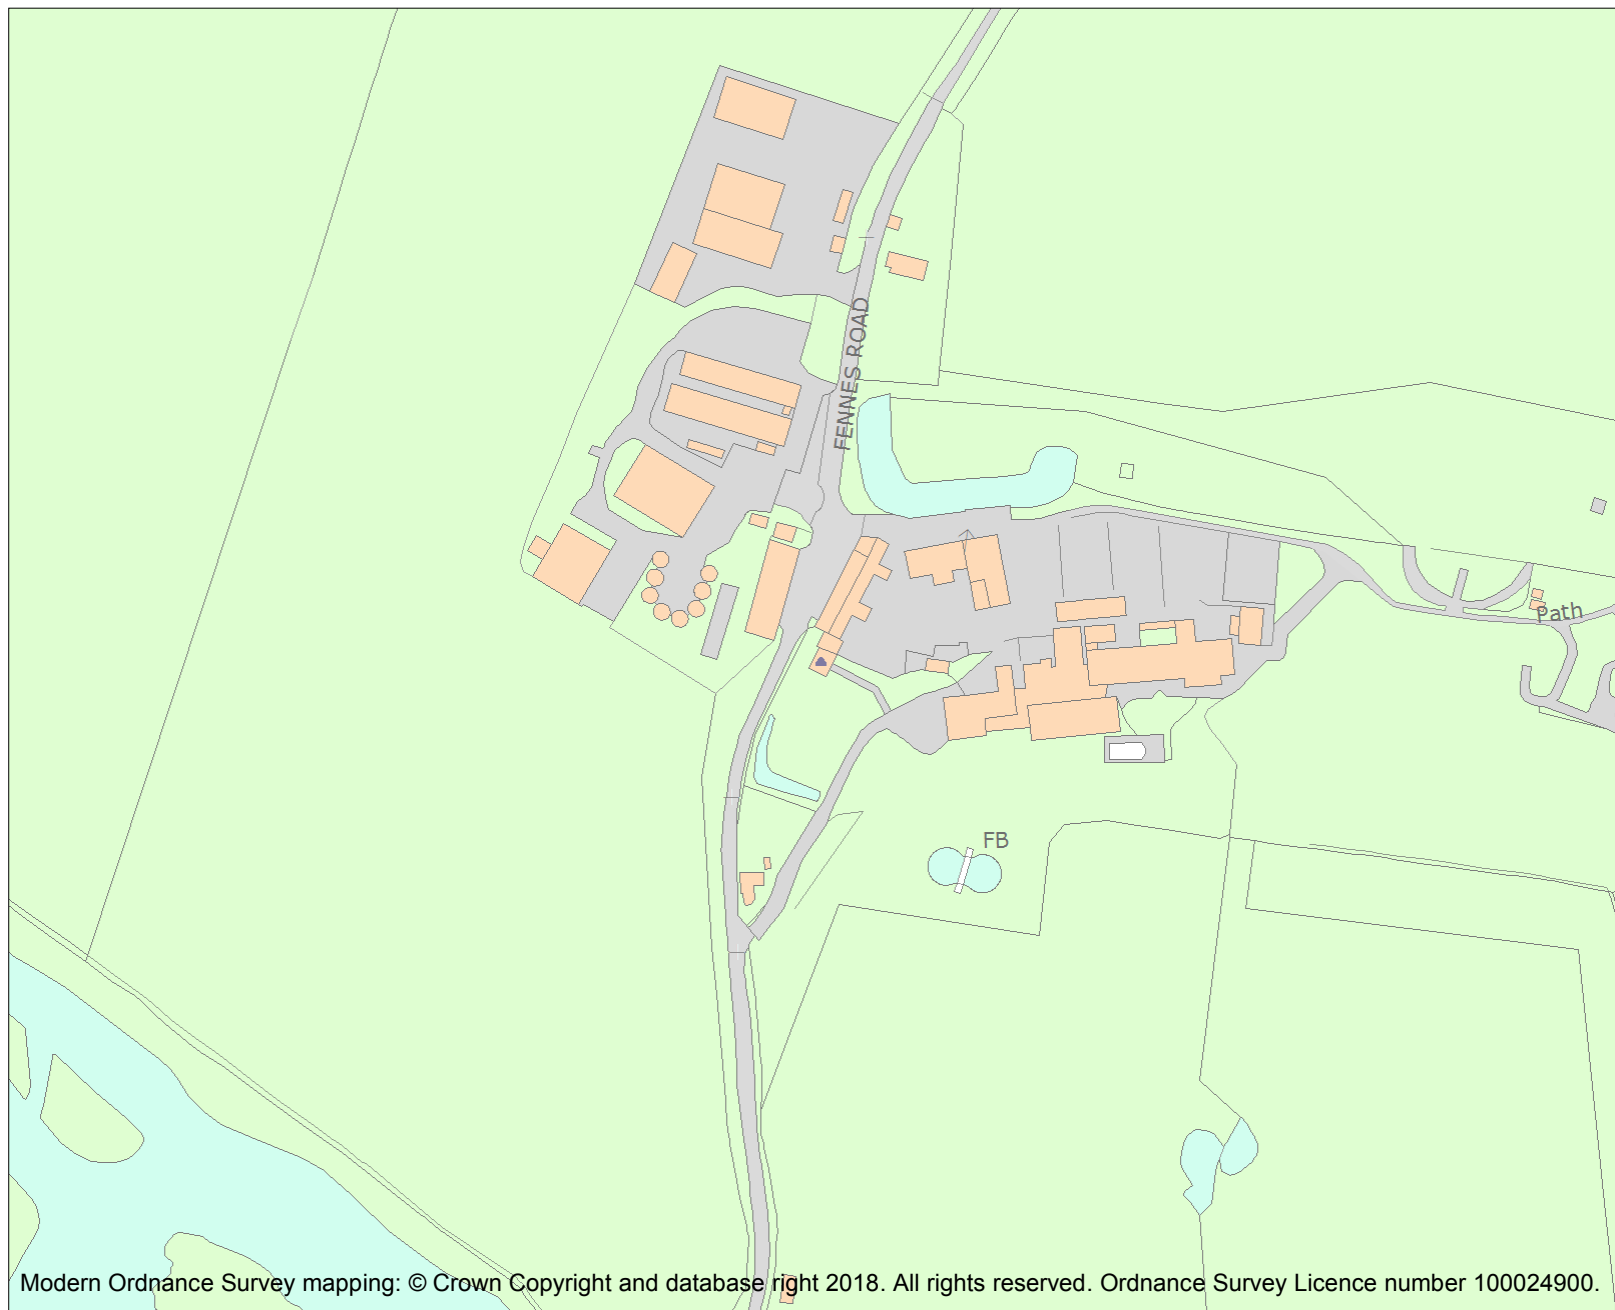 FENNES ROAD
Path
FB
Modern Ordnance Survey mapping: © Crown Copyright and database right 2018. All rights reserved. Ordnance Survey Licence number 100024900.